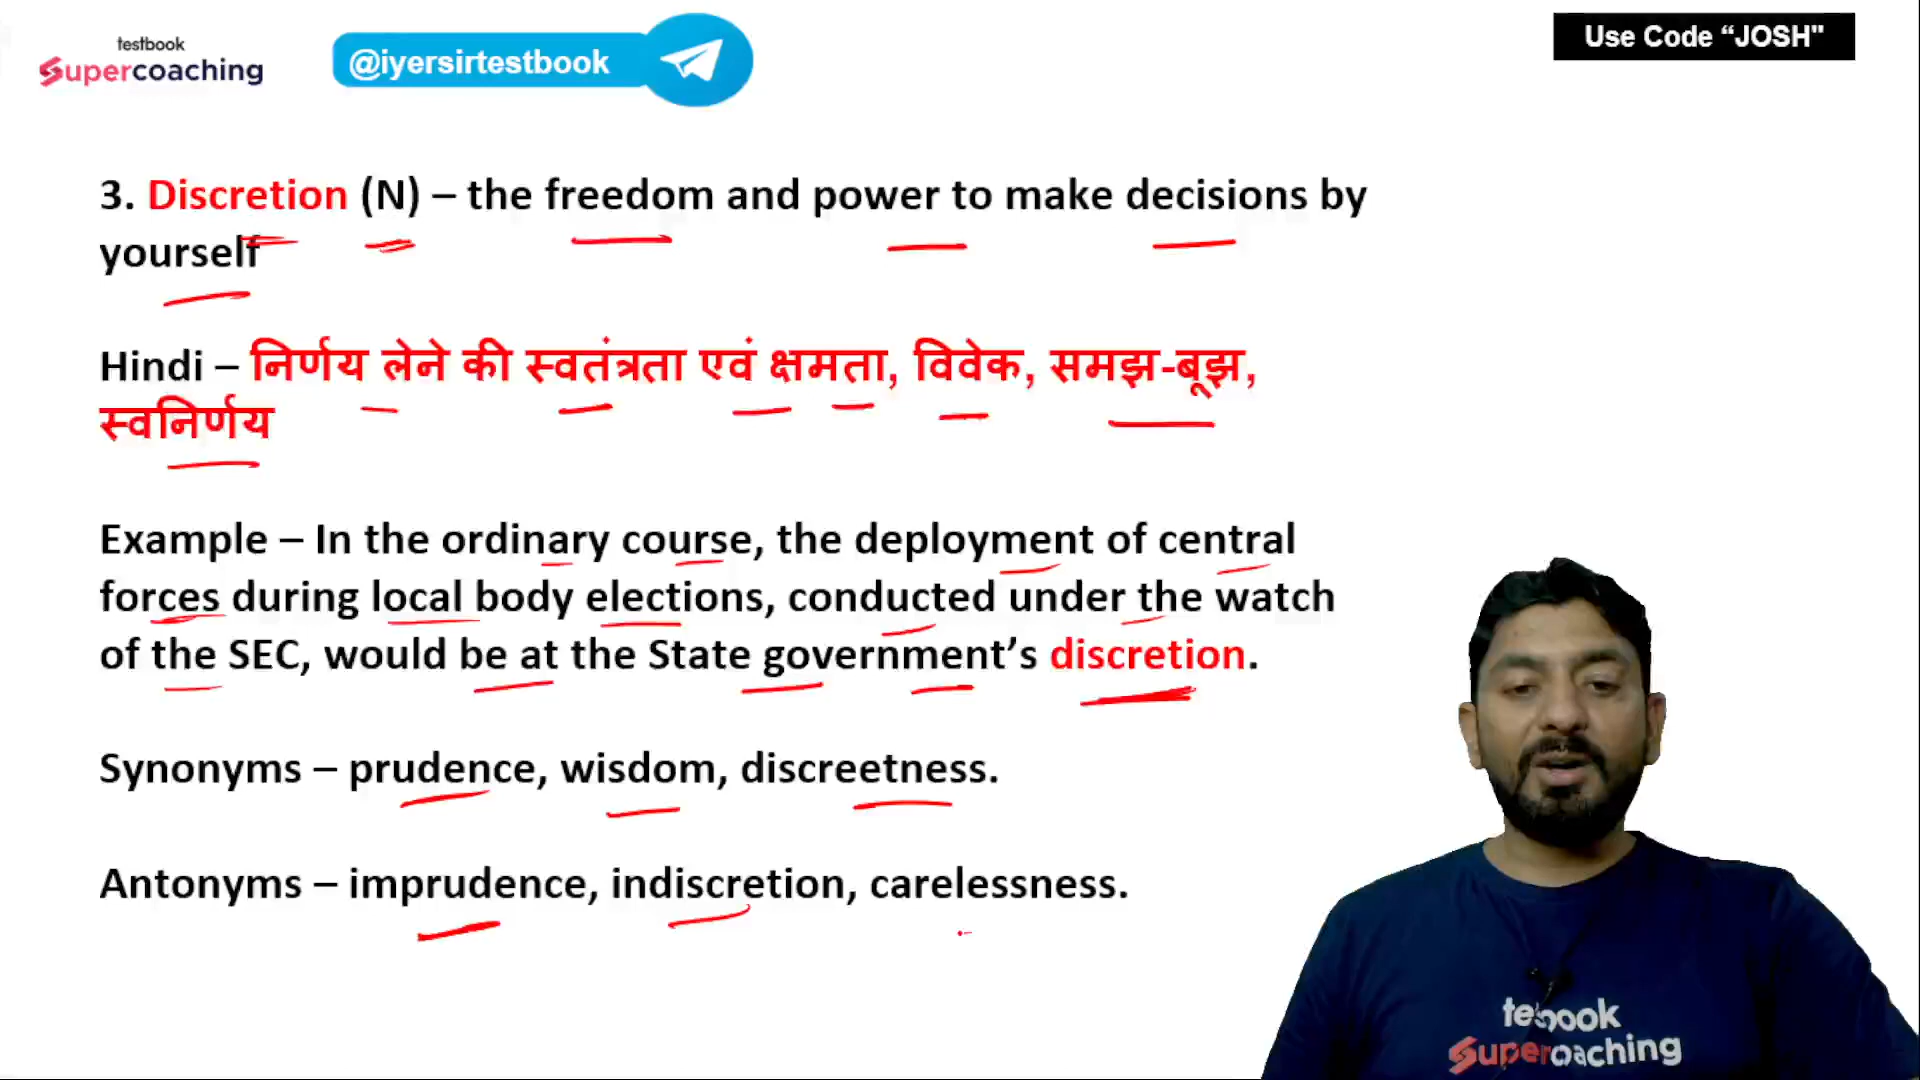 testbook
Supercoaching
@iyersirtestbook
Use Code “JOSH"
3. Discretion (N) – the freedom and power to make decisions by
yourself
Hindi – निर्णय लेने की स्वतंत्रता एवं क्षमता, विवेक, समझ-बूझ,
स्वनिर्णय
Example – In the ordinary course, the deployment of central
forces during local body elections, conducted under the watch
of the SEC, would be at the State government’s discretion.
Synonyms – prudence, wisdom, discreetness.
Antonyms – imprudence, indiscretion, carelessness.
testbook
Supercoaching